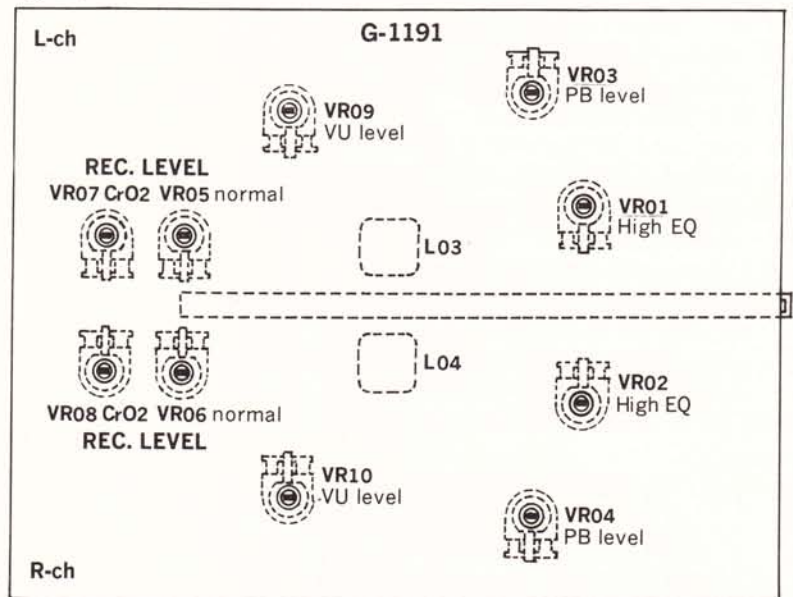 L-ch
G-1191
VR03
PB level
VR09
VU level
REC. LEVEL
VR07 CrO2 VR05 normal
VR01
High EQ
L03
L04
VR02
High EQ
VR08 CrO2 VR06 normal
REC. LEVEL
VR10
VU level
VR04
PB level
R-ch